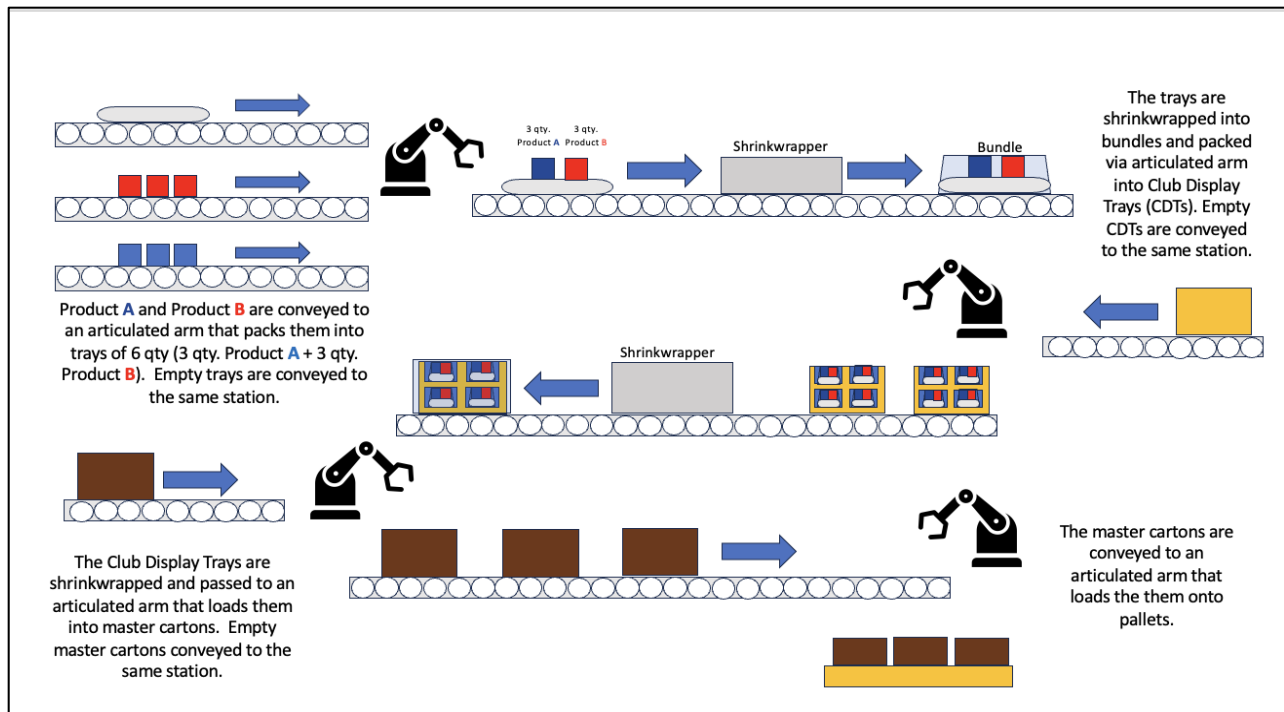 3 qty. 3 qty.
Product A Product B
Shrinkwrapper
Bundle
The trays are
shrinkwrapped into
bundles and packed
via articulated arm
into Club Display
Trays (CDTs). Empty
CDTs are conveyed
to the same station.
Product A and Product B are conveyed to
an articulated arm that packs them into
trays of 6 qty (3 qty. Product A + 3 qty.
Product B). Empty trays are conveyed to
the same station.
Shrinkwrapper
The Club Display Trays are
shrinkwrapped and passed to an
articulated arm that loads them
into master cartons. Empty
master cartons conveyed to the
same station.
The master cartons are
conveyed to an
articulated arm that
loads the them onto
pallets.